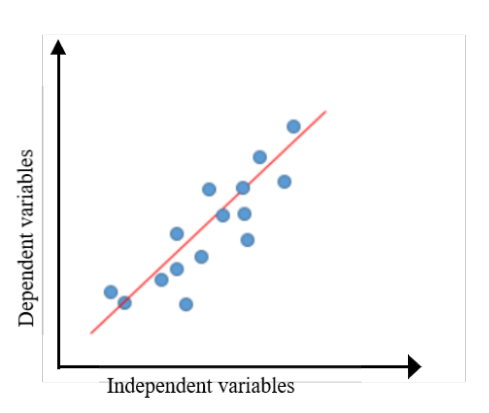 Dependent variables
Independent variables